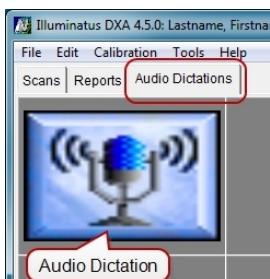 Illuminatus DXA 4.5.0: Lastname, Firstna
File Edit Calibration Tools Help
Scans Reports Audio Dictations
Audio Dictation